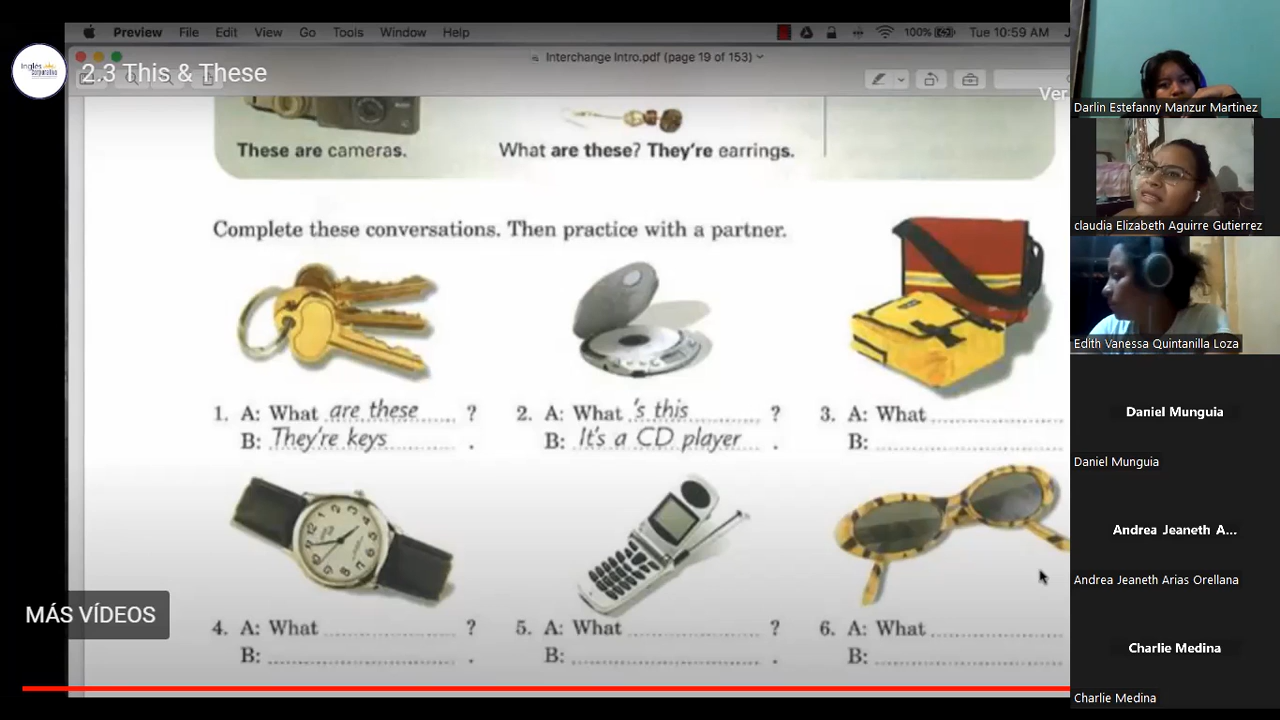 Preview File Edit View Go Tools Window Help 100% Tue 10:59 AM
Interchange Intro.pdf (page 19 of 153)
Inglés corporativo
2.3 This & These
Ver
These are cameras.
What are these? They're earrings.
Complete these conversations. Then practice with a partner.
1. A: What are these ?
B: They're keys .
2. A: What 's this ?
B: It's a CD player .
3. A: What
B:
4. A: What ?
B: .
5. A: What ?
B: .
6. A: What
B:
MÁS VÍDEOS
Darlin Estefanny Manzur Martinez
claudia Elizabeth Aguirre Gutierrez
Edith Vanessa Quintanilla Loza
Daniel Munguia
Daniel Munguia
Andrea Jeaneth A...
Andrea Jeaneth Arias Orellana
Charlie Medina
Charlie Medina